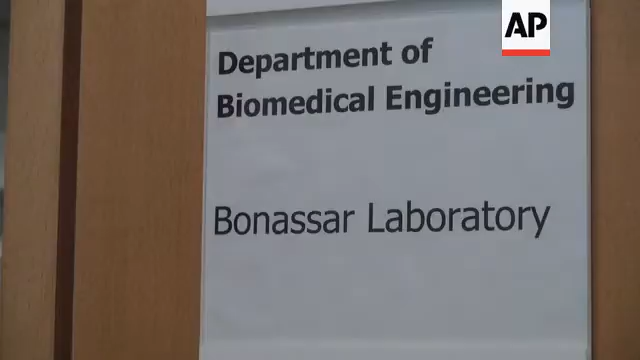 AP
Department of
Biomedical Engineering
Bonassar Laboratory